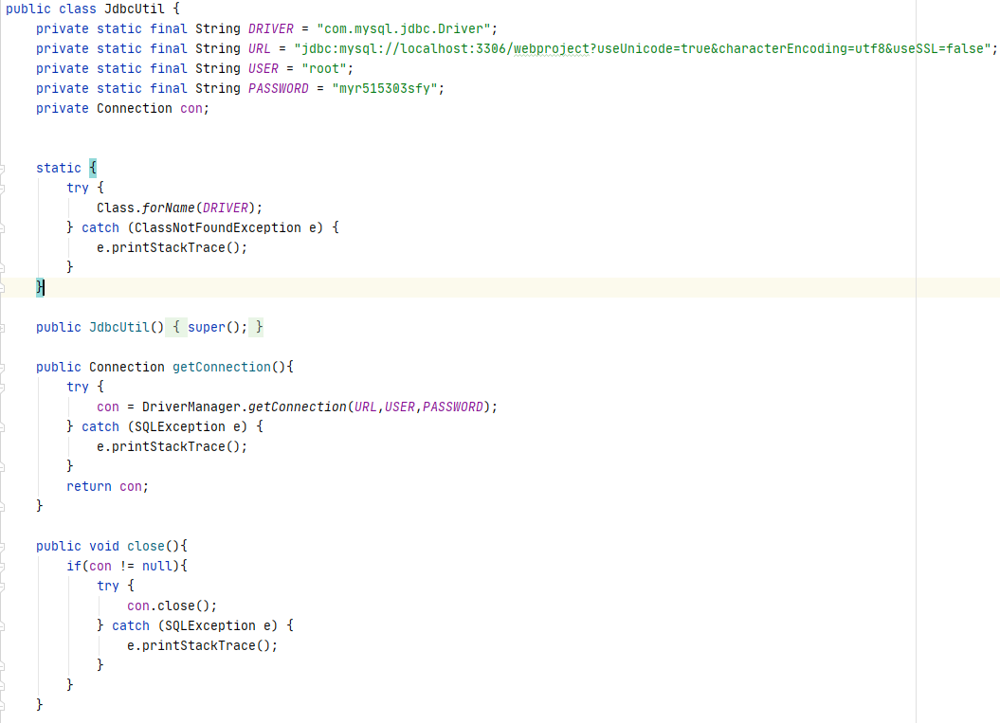 public class JdbcUtil {
    private static final String DRIVER = "com.mysql.jdbc.Driver";
    private static final String URL = "jdbc:mysql://localhost:3306/webproject?useUnicode=true&characterEncoding=utf8&useSSL=false";
    private static final String USER = "root";
    private static final String PASSWORD = "myr515303sfy";
    private Connection con;
    static {
        try {
            Class.forName(DRIVER);
        } catch (ClassNotFoundException e) {
            e.printStackTrace();
        }
    }
    public JdbcUtil() { super(); }
    public Connection getConnection(){
        try {
            con = DriverManager.getConnection(URL,USER,PASSWORD);
        } catch (SQLException e) {
            e.printStackTrace();
        }
        return con;
    }
    public void close(){
        if(con != null){
            try {
                con.close();
            } catch (SQLException e) {
                e.printStackTrace();
            }
        }
    }